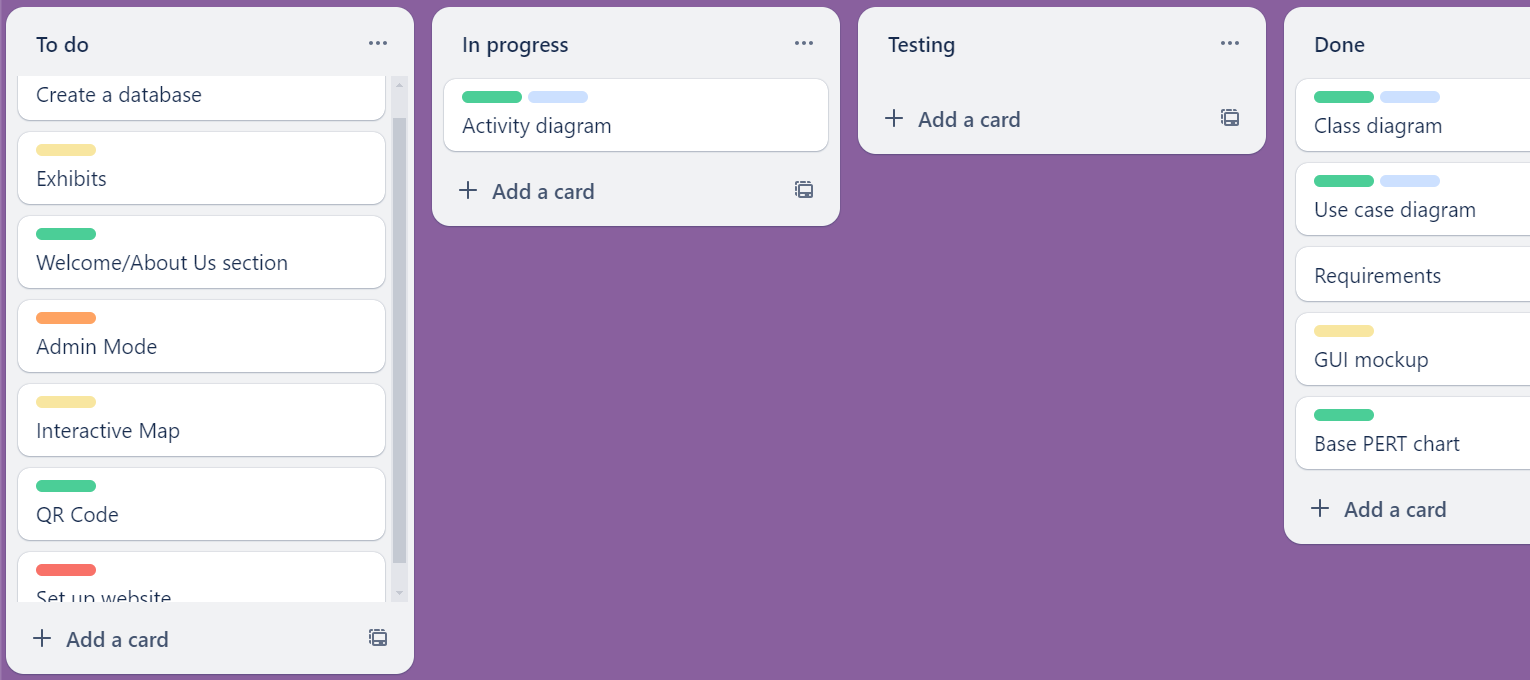 To do
Create a database
Exhibits
Welcome/About Us section
Admin Mode
Interactive Map
QR Code
Set up website
Add a card
In progress
Activity diagram
Add a card
Testing
Add a card
Done
Class diagram
Use case diagram
Requirements
GUI mockup
Base PERT chart
Add a card